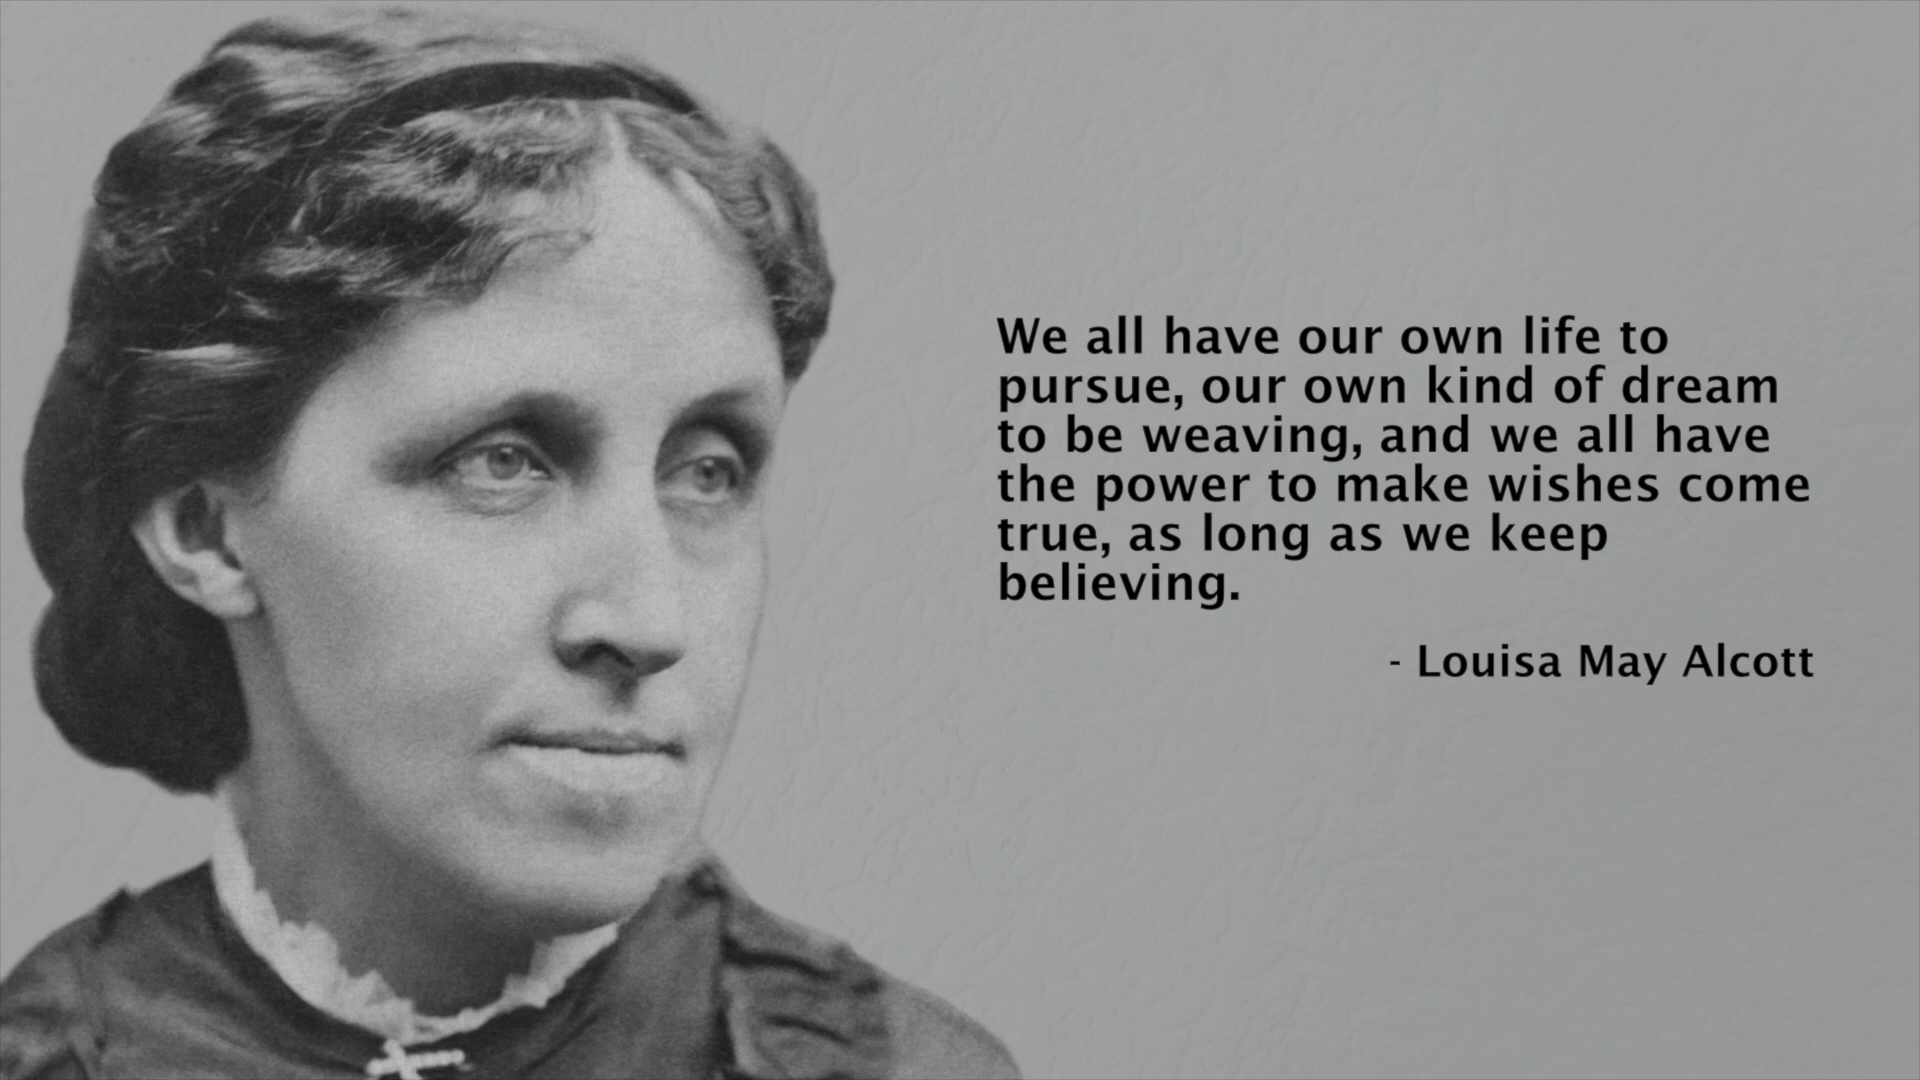 We all have our own life to
pursue, our own kind of dream
to be weaving, and we all have
the power to make wishes come
true, as long as we keep
believing.
- Louisa May Alcott